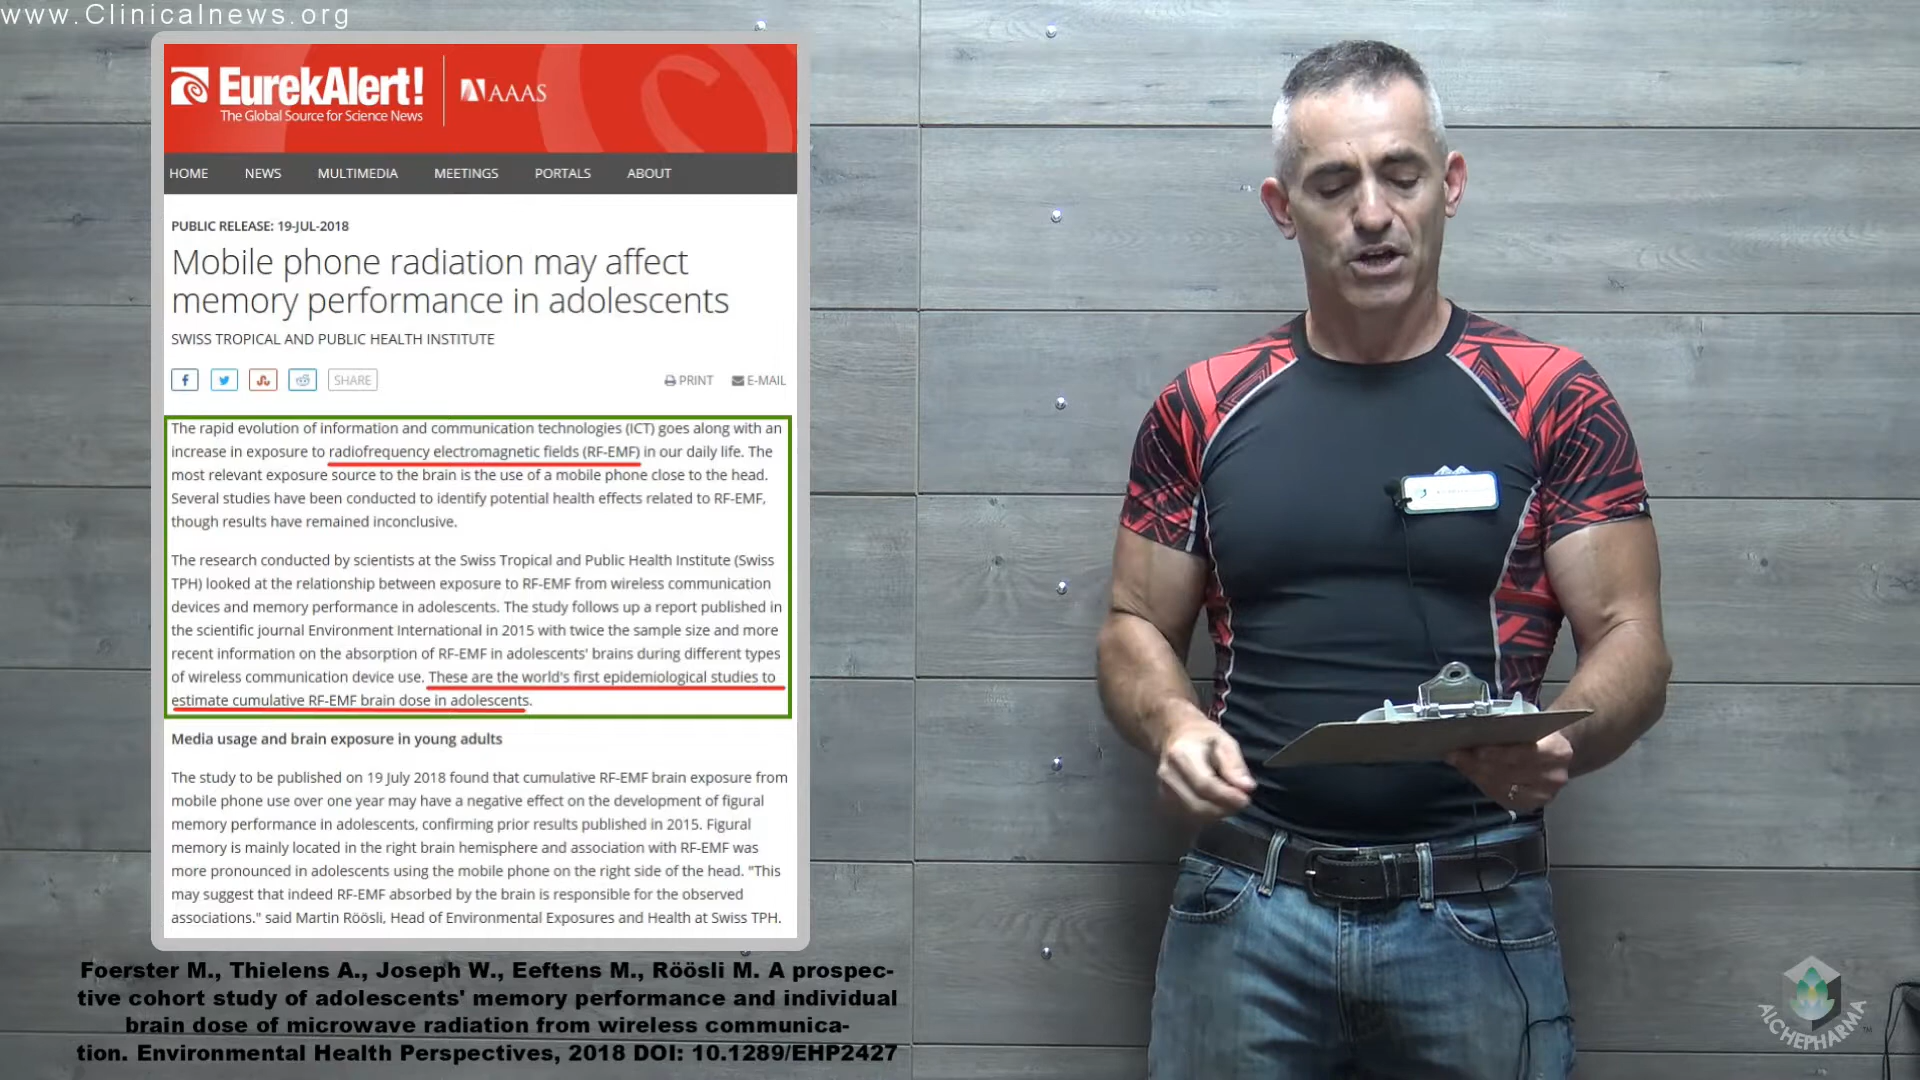 www.Clinicalnews.org
EurekAlert!
The Global Source for Science News
AAAS
HOME NEWS MULTIMEDIA MEETINGS PORTALS ABOUT
PUBLIC RELEASE: 19-JUL-2018
Mobile phone radiation may affect
memory performance in adolescents
SWISS TROPICAL AND PUBLIC HEALTH INSTITUTE
SHARE PRINT E-MAIL
The rapid evolution of information and communication technologies (ICT) goes along with an
increase in exposure to radiofrequency electromagnetic fields (RF-EMF) in our daily life. The
most relevant exposure source to the brain is the use of a mobile phone close to the head.
Several studies have been conducted to identify potential health effects related to RF-EMF,
though results have remained inconclusive.
The research conducted by scientists at the Swiss Tropical and Public Health Institute (Swiss
TPH) looked at the relationship between exposure to RF-EMF from wireless communication
devices and memory performance in adolescents. The study follows up a report published in
the scientific journal Environment International in 2015 with twice the sample size and more
recent information on the absorption of RF-EMF in adolescents' brains during different types
of wireless communication device use. These are the world's first epidemiological studies to
estimate cumulative RF-EMF brain dose in adolescents.
Media usage and brain exposure in young adults
The study to be published on 19 July 2018 found that cumulative RF-EMF brain exposure from
mobile phone use over one year may have a negative effect on the development of figural
memory performance in adolescents, confirming prior results published in 2015. Figural
memory is mainly located in the right brain hemisphere and association with RF-EMF was
more pronounced in adolescents using the mobile phone on the right side of the head. "This
may suggest that indeed RF-EMF absorbed by the brain is responsible for the observed
associations." said Martin Röösli, Head of Environmental Exposures and Health at Swiss TPH.
Foerster M., Thielens A., Joseph W., Eeftens M., Röösli M. A prospec-
tive cohort study of adolescents' memory performance and individual
brain dose of microwave radiation from wireless communica-
tion. Environmental Health Perspectives, 2018 DOI: 10.1289/EHP2427
ALCHEPHARMA™